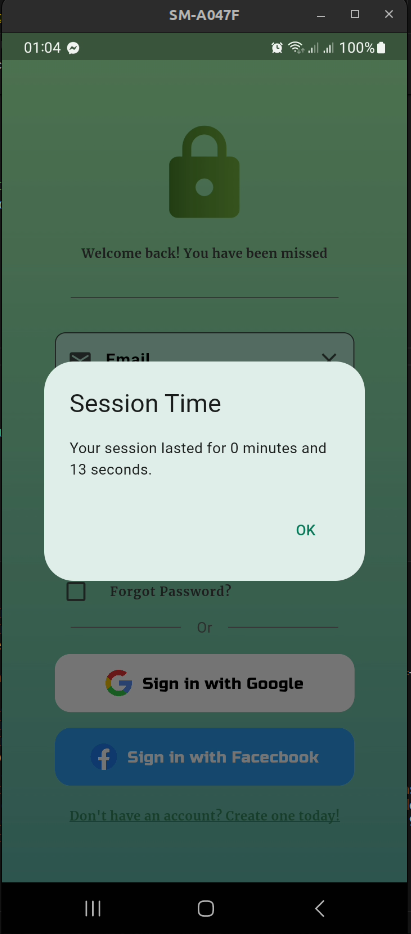 SM-A047F
01:04
100%
Welcome back! You have been missed
Email
Session Time
Your session lasted for 0 minutes and
13 seconds.
OK
Forgot Password?
Or
Sign in with Google
Sign in with Facecbook
Don't have an account? Create one today!